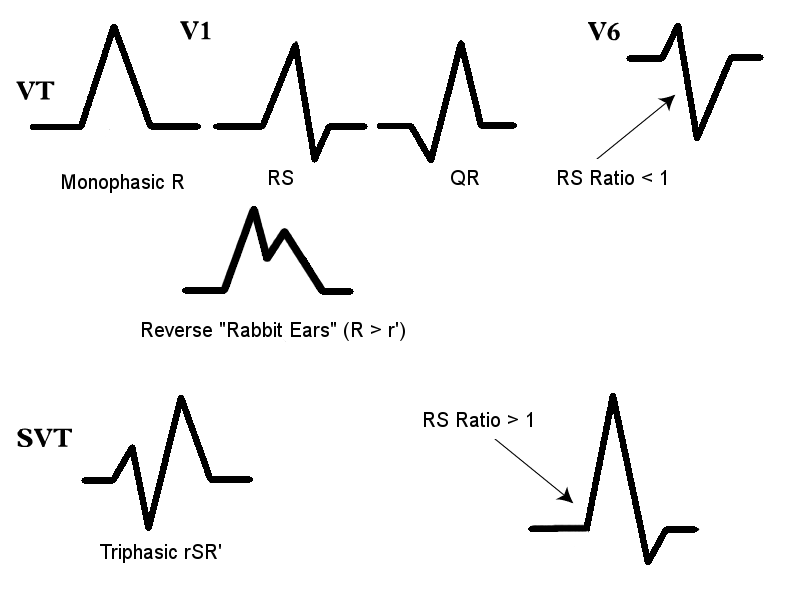 V1
V6
VT
Monophasic R
RS
QR
RS Ratio < 1
Reverse "Rabbit Ears" (R > r')
SVT
RS Ratio > 1
Triphasic rSR'